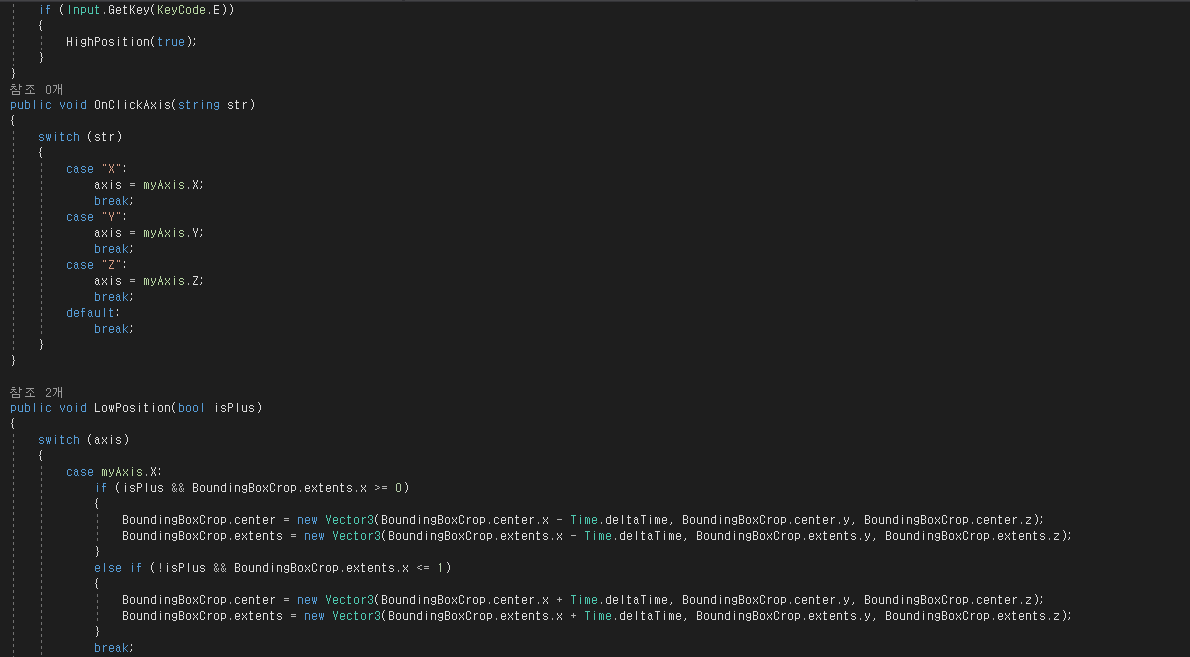 if (Input.GetKey(KeyCode.E))
{
HighPosition(true);
}
}
참조 0개
public void OnClickAxis(string str)
{
switch (str)
{
case "X":
axis = myAxis.X;
break;
case "Y":
axis = myAxis.Y;
break;
case "Z":
axis = myAxis.Z;
break;
default:
break;
}
}
참조 2개
public void LowPosition(bool isPlus)
{
switch (axis)
{
case myAxis.X:
if (isPlus && BoundingBoxCrop.extents.x >= 0)
{
BoundingBoxCrop.center = new Vector3(BoundingBoxCrop.center.x - Time.deltaTime, BoundingBoxCrop.center.y, BoundingBoxCrop.center.z);
BoundingBoxCrop.extents = new Vector3(BoundingBoxCrop.extents.x - Time.deltaTime, BoundingBoxCrop.extents.y, BoundingBoxCrop.extents.z);
}
else if (!isPlus && BoundingBoxCrop.extents.x <= 1)
{
BoundingBoxCrop.center = new Vector3(BoundingBoxCrop.center.x + Time.deltaTime, BoundingBoxCrop.center.y, BoundingBoxCrop.center.z);
BoundingBoxCrop.extents = new Vector3(BoundingBoxCrop.extents.x + Time.deltaTime, BoundingBoxCrop.extents.y, BoundingBoxCrop.extents.z);
}
break;